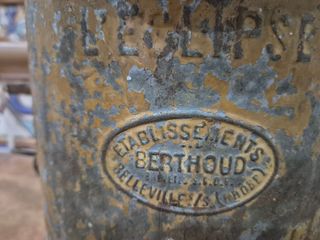 L'ECLIPSE
ETABLISSEMENTS
BERTHOUD
BELLEVILLE s/s (RHONE)